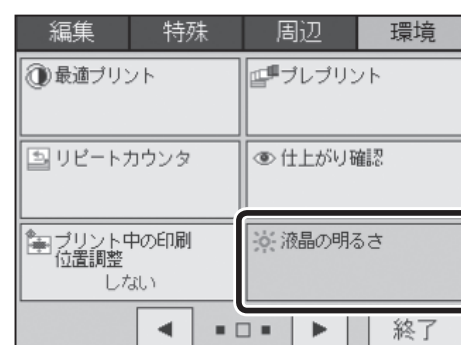 編集 特殊 周辺 環境
最適プリント プレプリント
リピートカウンタ 仕上がり確認
プリント中の印刷
位置調整
しない
液晶の明るさ
終了